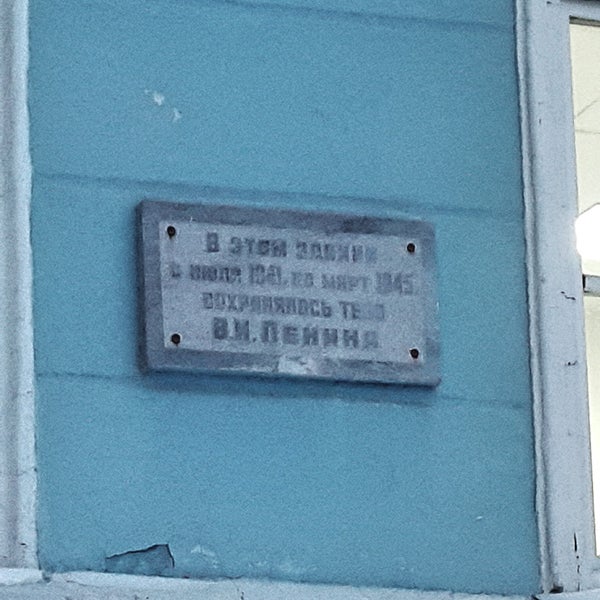 В ЭТОМ ЗДАНИИ
С ИЮЛЯ 1941. ПО МАРТ 1945.
СОХРАНЯЛОСЬ ТЕЛО
В.И. ЛЕНИНА